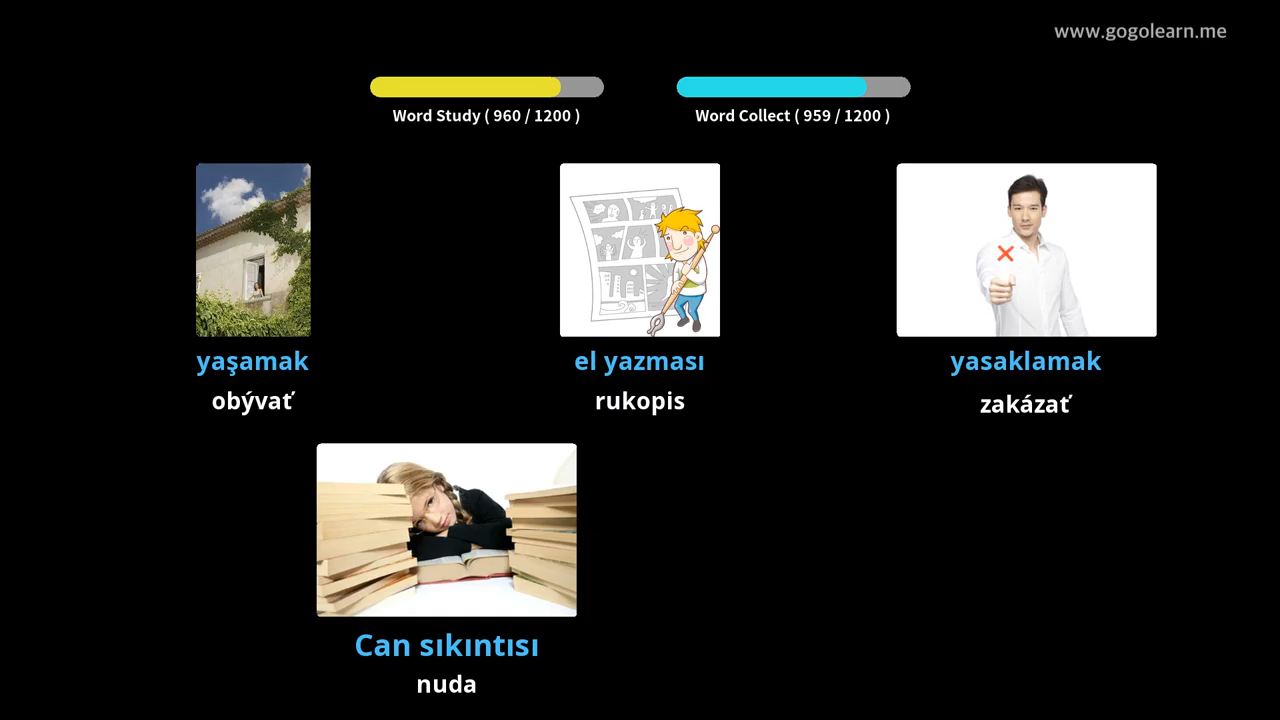 www.gogolearn.me
Word Study ( 960 / 1200 )
Word Collect ( 959 / 1200 )
yaşamak
obývať
el yazması
rukopis
yasaklamak
zakázať
Can sıkıntısı
nuda